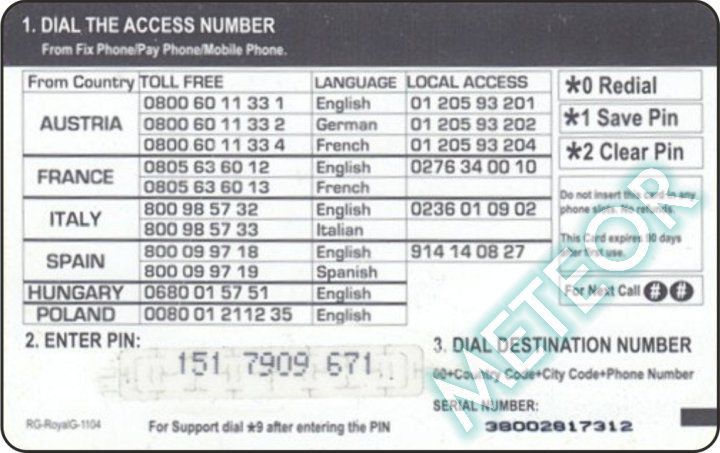 1. DIAL THE ACCESS NUMBER
From Fix Phone/Pay Phone/Mobile Phone.
From Country TOLL FREE LANGUAGE LOCAL ACCESS
AUSTRIA
0800 60 11 33 1 English 01 205 93 201
0800 60 11 33 2 German 01 205 93 202
0800 60 11 33 4 French 01 205 93 204
FRANCE
0805 63 60 12 English 0276 34 00 10
0805 63 60 13 French
ITALY
800 98 57 32 English 0236 01 09 02
800 98 57 33 Italian
SPAIN
800 09 97 18 English 914 14 08 27
800 09 97 19 Spanish
HUNGARY 0680 01 57 51 English
POLAND 0080 01 2112 35 English
*0 Redial
*1 Save Pin
*2 Clear Pin
Do not insert this card in any
phone slots. No refunds.
This Card expires 90 days
after first use.
For Next Call # #
METEOR
2. ENTER PIN:
151 7909 671
3. DIAL DESTINATION NUMBER
00+Country Code+City Code+Phone Number
SERIAL NUMBER:
38002817312
RG-RoyalG-1104
For Support dial *9 after entering the PIN